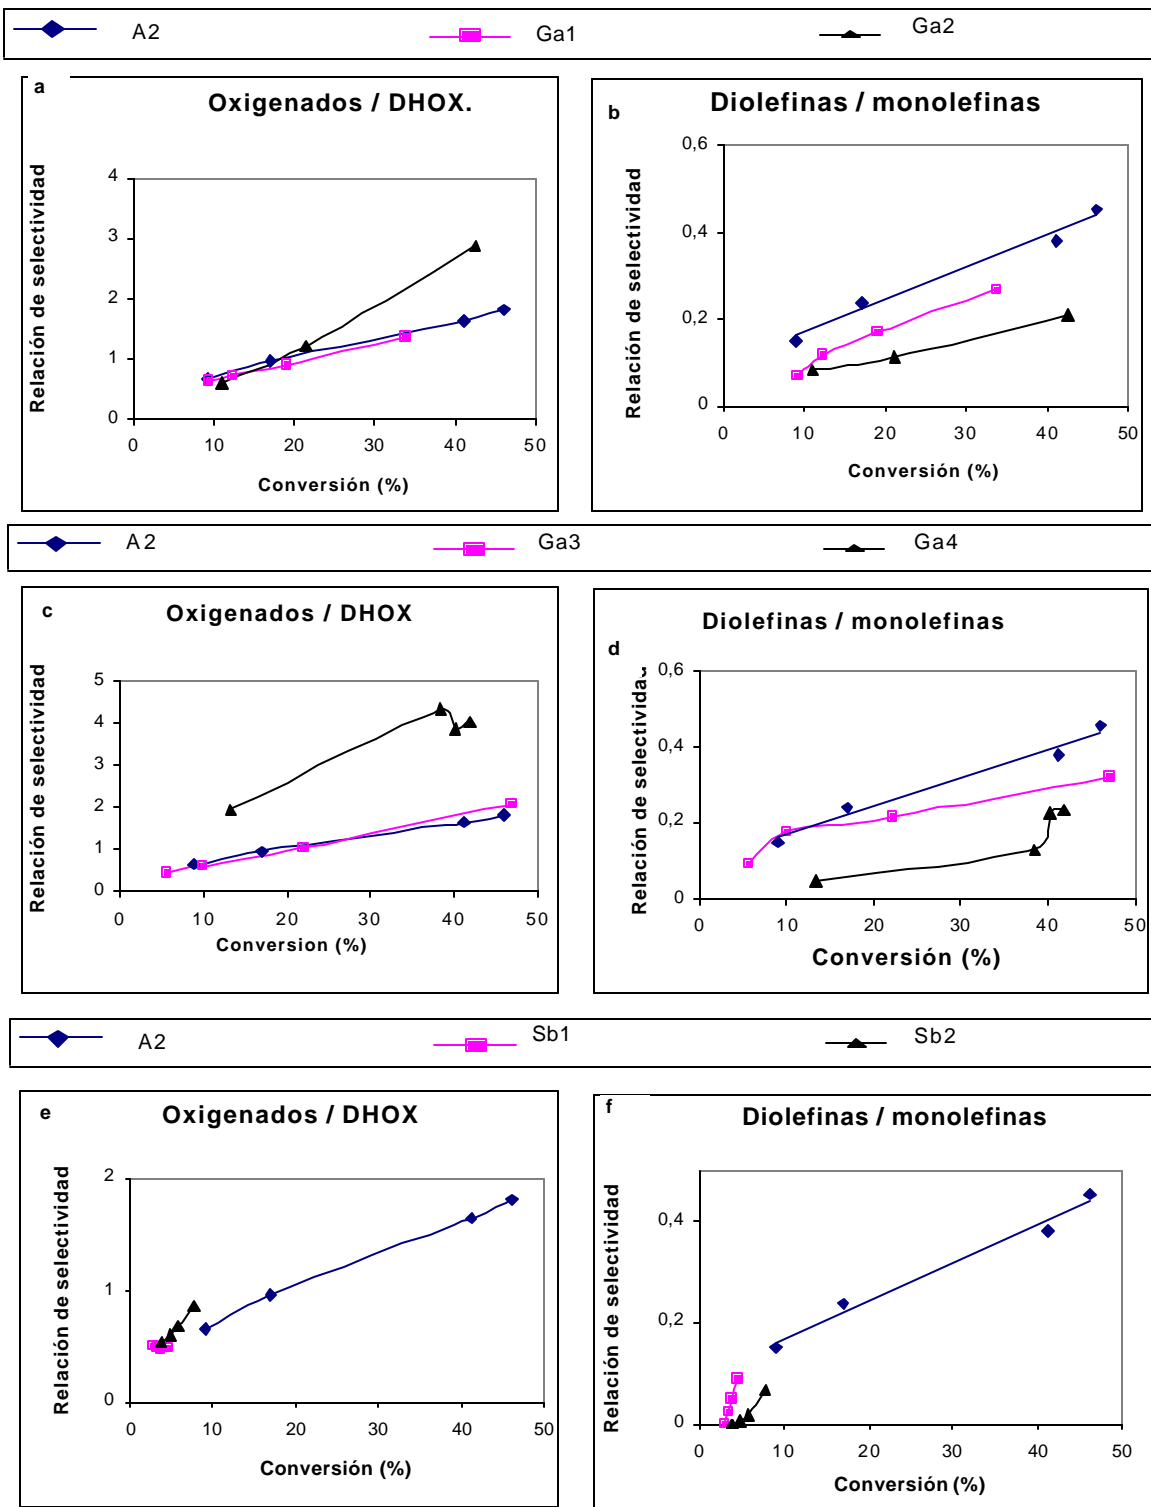 A2 Ga1 Ga2
a
Oxigenados / DHOX.
Relación de selectividad
4
3
2
1
0
0 10 20 30 40 50
Conversión (%)
b
Diolefinas / monolefinas
Relación de selectividad
0,6
0,4
0,2
0
0 10 20 30 40 50
Conversión (%)
A2 Ga3 Ga4
c
Oxigenados / DHOX
Relación de selectividad
5
4
3
2
1
0
0 10 20 30 40 50
Conversion (%)
d
Diolefinas / monolefinas
Relación de selectividad
0,6
0,4
0,2
0
0 10 20 30 40 50
Conversión (%)
A2 Sb1 Sb2
e
Oxigenados / DHOX
Relación de selectividad
2
1
0
0 10 20 30 40 50
Conversión (%)
f
Diolefinas / monolefinas
Relación de selectividad
0,4
0,2
0
0 10 20 30 40 50
Conversión (%)